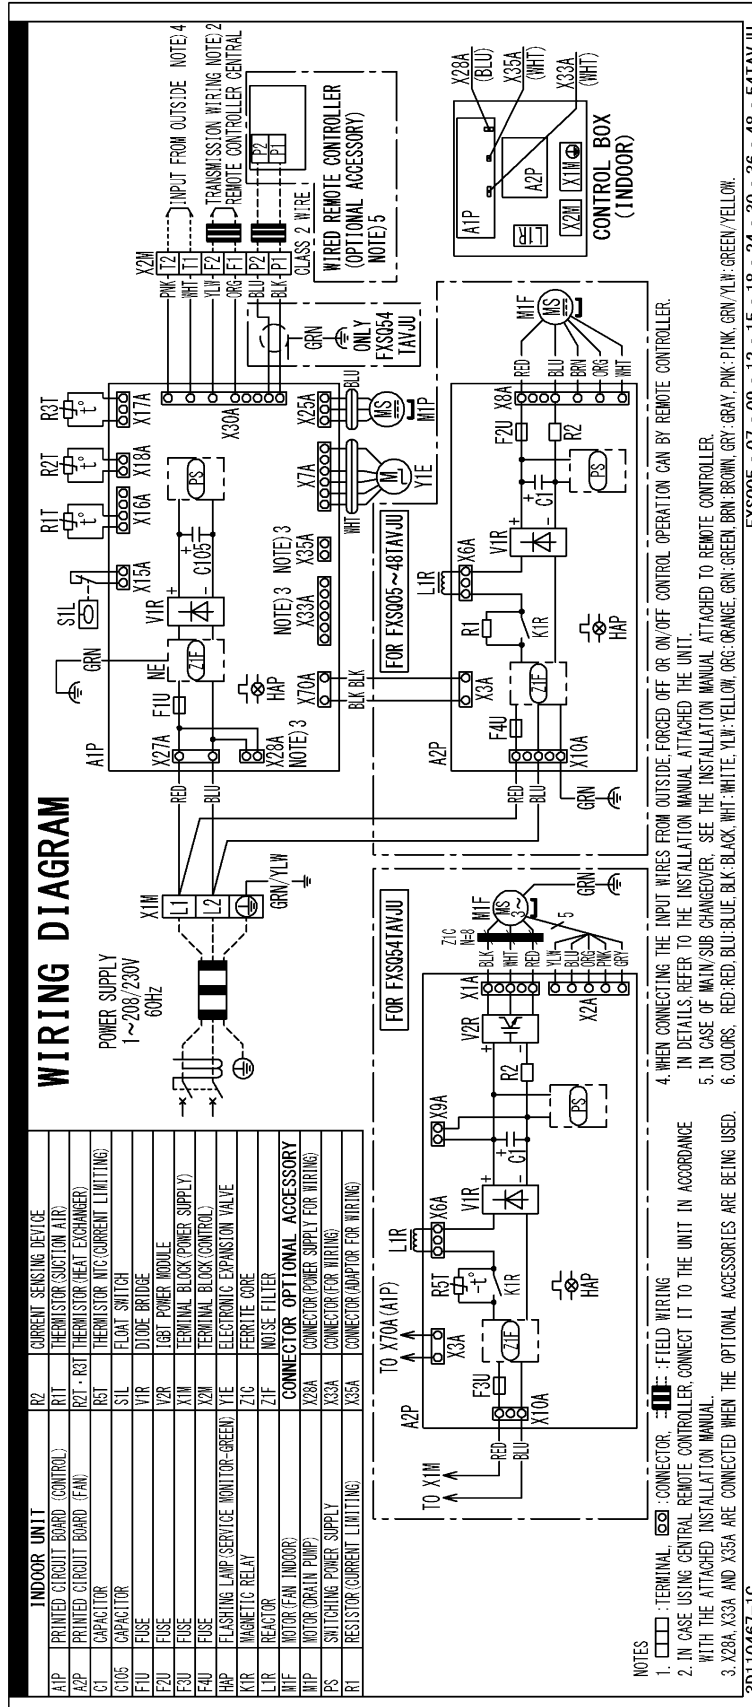 WIRING DIAGRAM
INDOOR UNIT
A1P PRINTED CIRCUIT BOARD (CONTROL)
A2P PRINTED CIRCUIT BOARD (FAN)
C1 CAPACITOR
C105 CAPACITOR
F1U FUSE
F2U FUSE
F3U FUSE
F4U FUSE
HAP FLASHING LAMP(SERVICE MONITOR-GREEN)
K1R MAGNETIC RELAY
L1R REACTOR
M1F MOTOR(FAN INDOOR)
M1P MOTOR(DRAIN PUMP)
PS SWITCHING POWER SUPPLY
R1 RESISTOR(CURRENT LIMITING)
R2 CURRENT SENSING DEVICE
R1T THERMISTOR(SUCTION AIR)
R2T・R3T THERMISTOR(HEAT EXCHANGER)
R5T THERMISTOR NTC(CURRENT LIMITING)
S1L FLOAT SWITCH
V1R DIODE BRIDGE
V2R IGBT POWER MODULE
X1M TERMINAL BLOCK(POWER SUPPLY)
X2M TERMINAL BLOCK(CONTROL)
Y1E ELECTRONIC EXPANSION VALVE
Z1C FERRITE CORE
Z1F NOISE FILTER
CONNECTOR OPTIONAL ACCESSORY
X28A CONNECTOR(POWER SUPPLY FOR WIRING)
X33A CONNECTOR(FOR WIRING)
X35A CONNECTOR(ADAPTOR FOR WIRING)
POWER SUPPLY
1~208/230V
60Hz
X1M
L1
L2
GRN/YLW
RED
BLU
A1P
X27A
F1U
NE
Z1F
GRN
V1R
+
-
C105
PS
HAP
X28A
NOTE)3
S1L
X15A
R1T
t°
X16A
R2T
t°
X18A
R3T
t°
X17A
X70A
BLK BLK
NOTE)3
X33A
NOTE)3
X35A
X7A
WHT
M
Y1E
X25A
BLU
MS
M1P
X30A
PNK
WHT
YLW
ORG
BLU
BLK
X2M
T2
T1
F2
F1
P2
P1
INPUT FROM OUTSIDE NOTE)4
TRANSMISSION WIRING NOTE)2
REMOTE CONTROLLER CENTRAL
CLASS 2 WIRE
P2
P1
WIRED REMOTE CONTROLLER
(OPTIONAL ACCESSORY)
NOTE)5
GRN
ONLY
FXSQ54
TAVJU
A1P
A2P
L1R
X2M
X1M
X28A
(BLU)
X35A
(WHT)
X33A
(WHT)
CONTROL BOX
(INDOOR)
FOR FXSQ05~48TAVJU
A2P
X3A
RED
BLU
GRN
X10A
F4U
Z1F
R1
K1R
HAP
L1R
X6A
V1R
+
-
C1
PS
F2U
R2
X8A
RED
BLU
BRN
ORG
WHT
M1F
MS
FOR FXSQ54TAVJU
TO X1M
RED
BLU
A2P
X10A
F3U
Z1F
TO X70A(A1P)
X3A
R5T
-t°
K1R
HAP
L1R
X6A
V1R
+
-
C1
X9A
PS
R2
V2R
X1A
BLK
WHT
RED
X2A
YLW
BLU
ORG
PNK
GRY
Z1C
N=8
M1F
MS
3~
5
GRN
NOTES
1. :TERMINAL, :CONNECTOR, :FIELD WIRING
2. IN CASE USING CENTRAL REMOTE CONTROLLER,CONNECT IT TO THE UNIT IN ACCORDANCE
WITH THE ATTACHED INSTALLATION MANUAL.
3. X28A,X33A AND X35A ARE CONNECTED WHEN THE OPTIONAL ACCESSORIES ARE BEING USED.
4. WHEN CONNECTING THE INPUT WIRES FROM OUTSIDE,FORCED OFF OR ON/OFF CONTROL OPERATION CAN BY REMOTE CONTROLLER.
IN DETAILS,REFER TO THE INSTALLATION MANUAL ATTACHED THE UNIT.
5. IN CASE OF MAIN/SUB CHANGEOVER, SEE THE INSTALLATION MANUAL ATTACHED TO REMOTE CONTROLLER.
6. COLORS, RED:RED,BLU:BLUE,BLK:BLACK,WHT:WHITE,YLW:YELLOW,ORG:ORANGE,GRN:GREEN,BRN:BROWN,GRY:GRAY,PNK:PINK,GRN/YLW:GREEN/YELLOW.